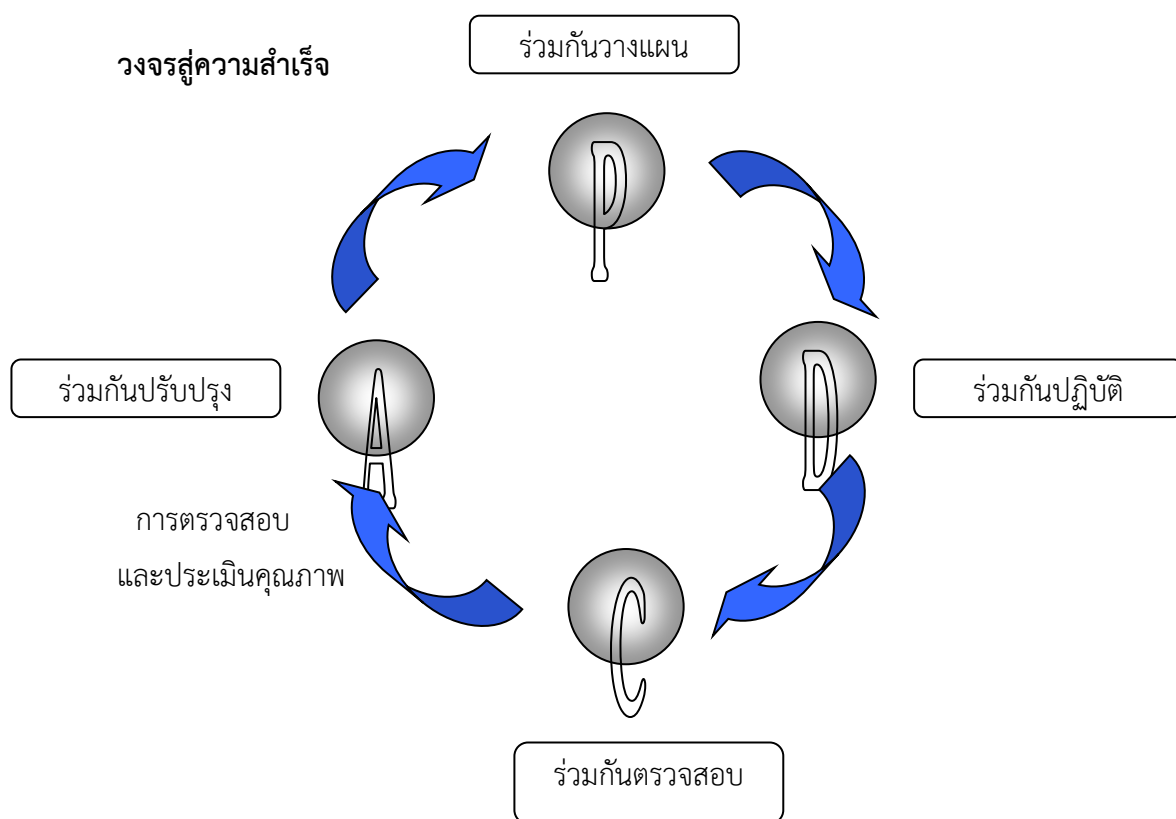 ร่วมกันวางแผน
วงจรสู่ความสำเร็จ
P
ร่วมกันปรับปรุง
A
D
ร่วมกันปฏิบัติ
การตรวจสอบ
และประเมินคุณภาพ
C
ร่วมกันตรวจสอบ